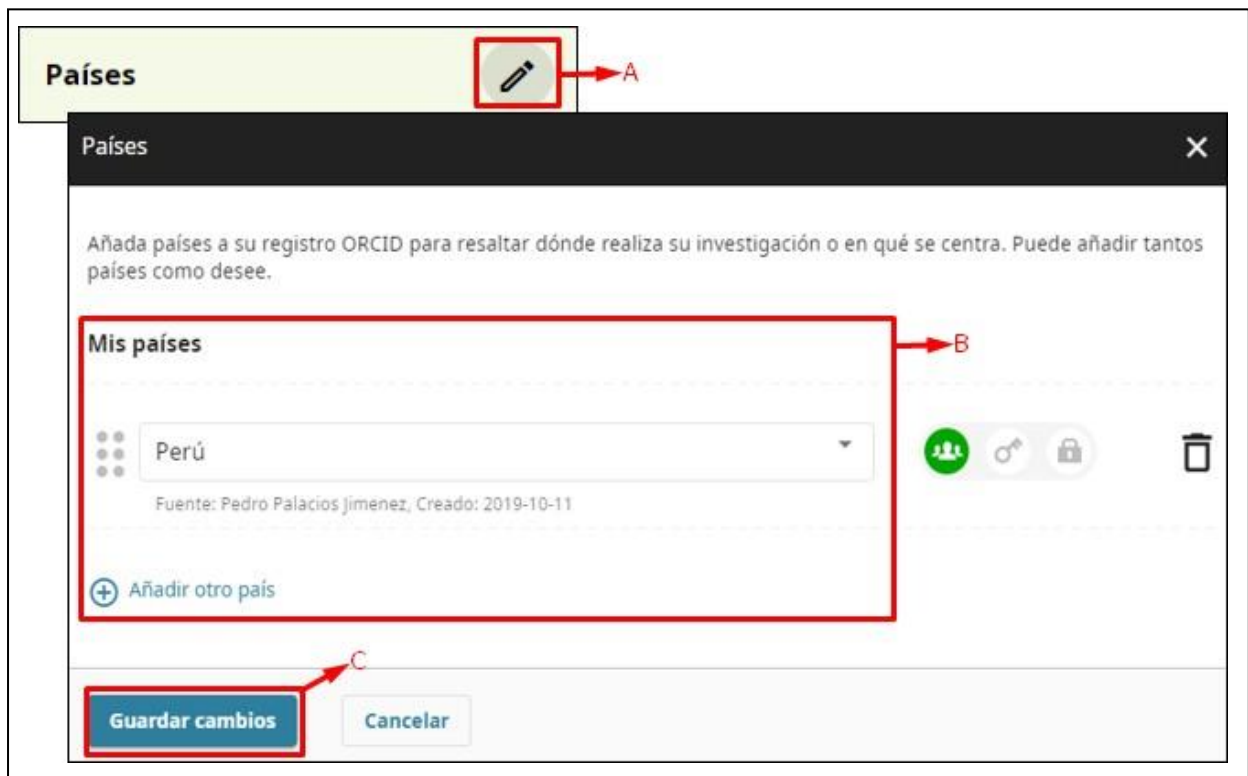 Países
A
Países
Añada países a su registro ORCID para resaltar dónde realiza su investigación o en qué se centra. Puede añadir tantos
países como desee.
Mis países
B
Perú
Fuente: Pedro Palacios Jimenez, Creado: 2019-10-11
Añadir otro país
C
Guardar cambios
Cancelar